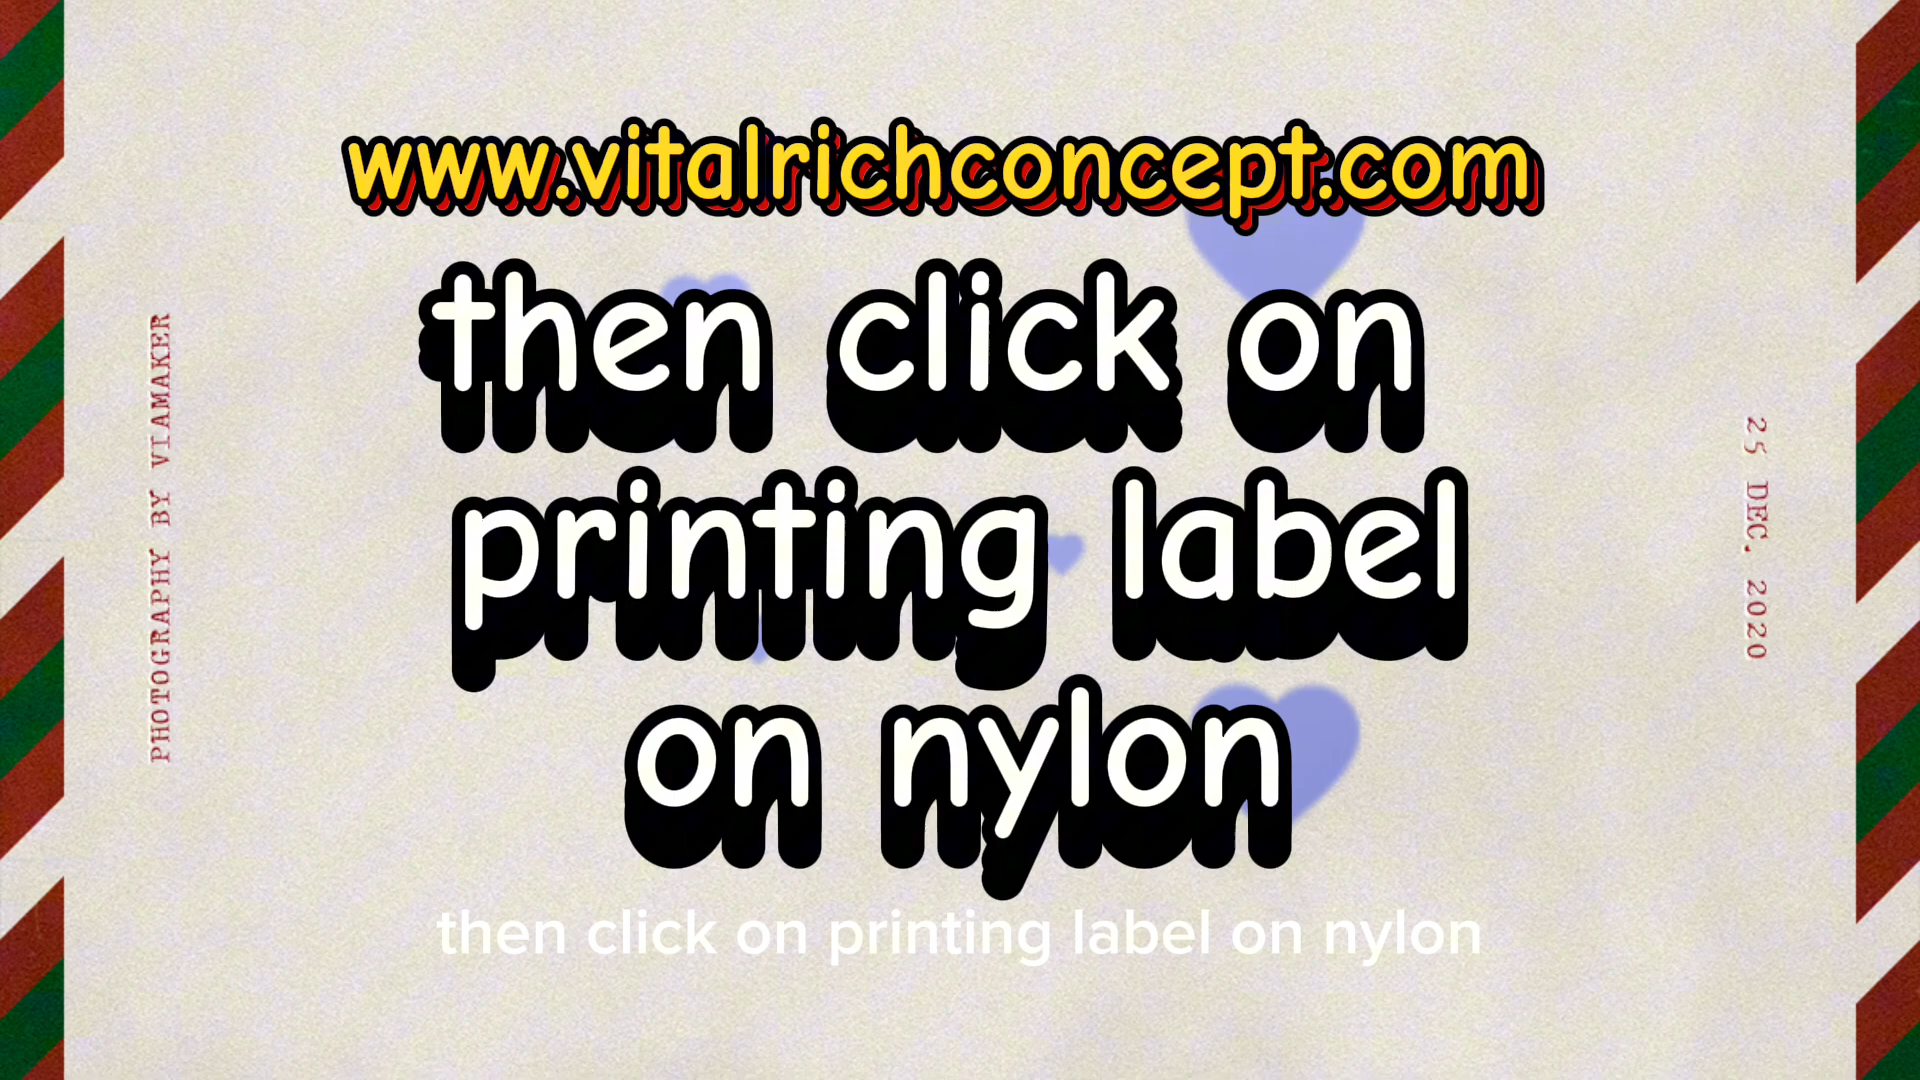 www.vitalrichconcept.com
then click on
printing label
on nylon
then click on printing label on nylon
PHOTOGRAPHY BY VIAMAKER
25 DEC. 2020